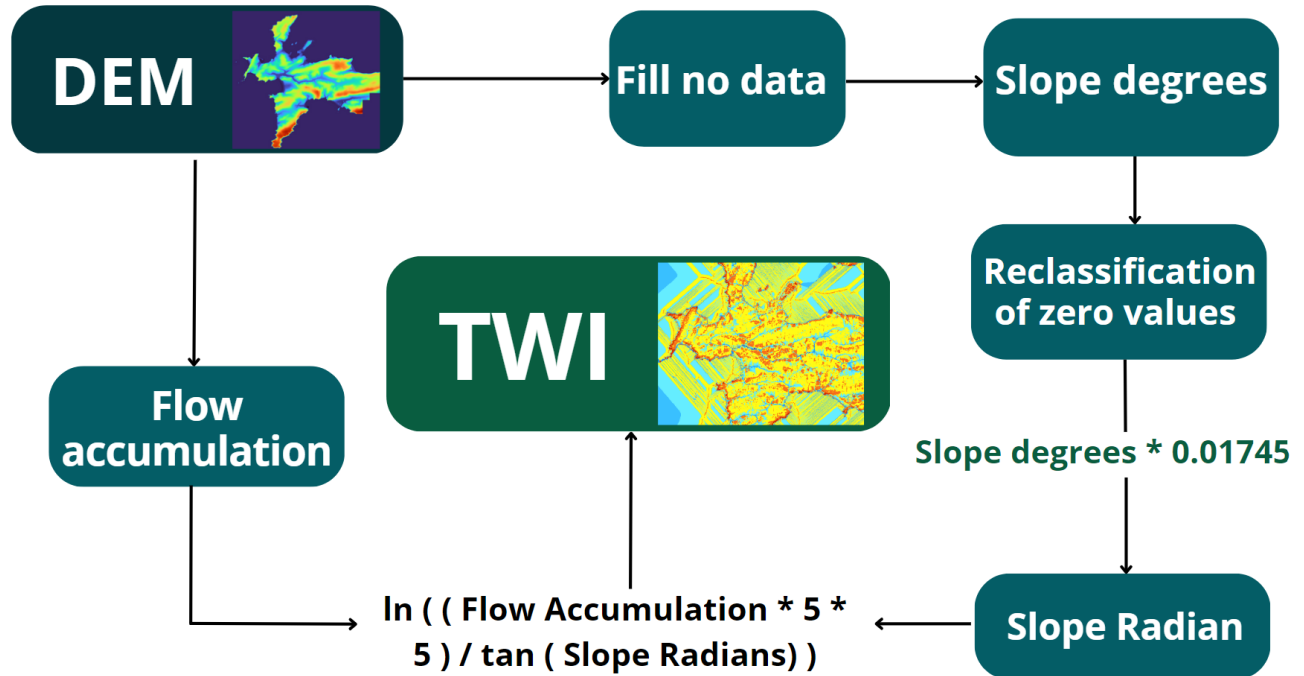 DEM
Fill no data
Slope degrees
Reclassification
of zero values
TWI
Flow
accumulation
Slope degrees * 0.01745
ln ( ( Flow Accumulation * 5 *
5 ) / tan ( Slope Radians) )
Slope Radian